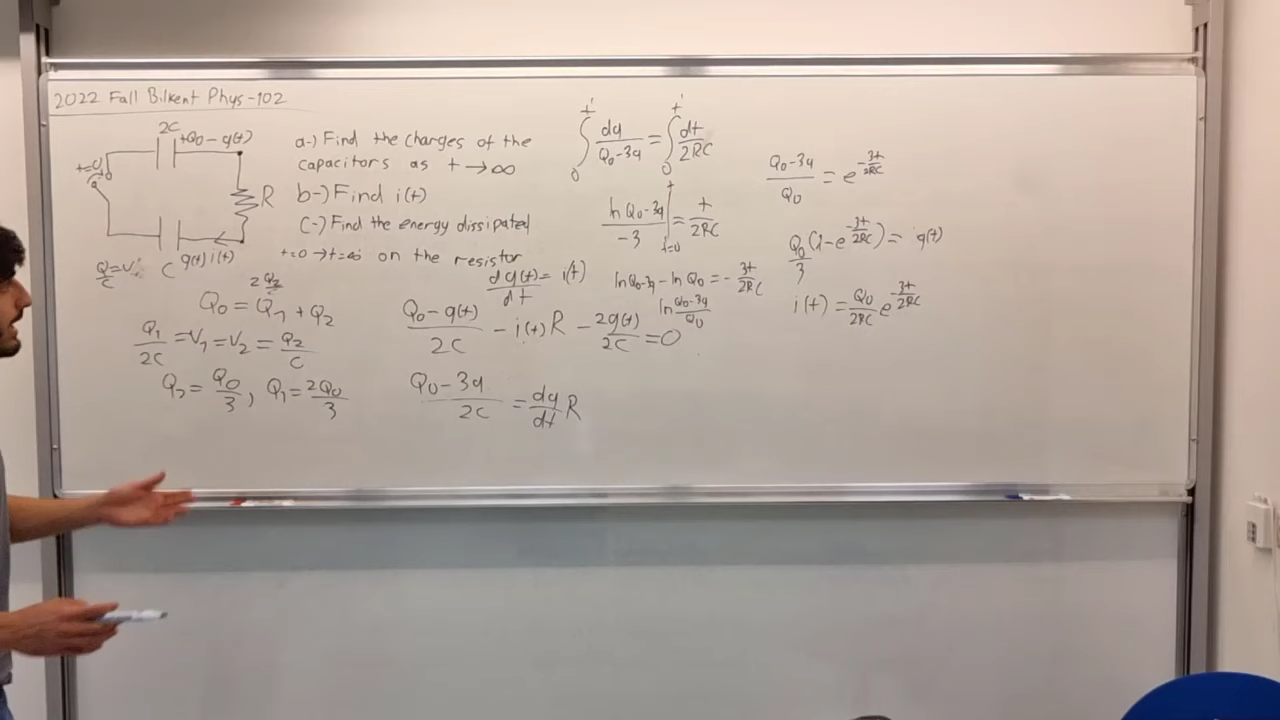 2022 Fall Bilkent Phys-102
2C
+Q₀ - q(t)
t=0
R
C
q(t) i(t)
Q/C = V
a-) Find the charges of the
capacitors as t → ∞
b-) Find i(t)
c-) Find the energy dissipated
t=0 → t=∞ on the resistor
2Q₂
Q₀ = Q₁ + Q₂
Q₁/2C = V₁ = V₂ = Q₂/C
Q₂ = Q₀/3, Q₁ = 2Q₀/3
dq(t)/dt = i(t)
Q₀ - q(t)/2C - i(t)R - 2q(t)/2C = 0
Q₀ - 3q/2C = dq/dt R
∫₀^t' dq/Q₀-3q = ∫₀^t' dt/2RC
ln Q₀-3q/-3 |_{t=0}^t = t/2RC
ln Q₀-3q - ln Q₀ = - 3t/2RC
ln Q₀-3q/Q₀
Q₀-3q/Q₀ = e^{-3t/2RC}
Q₀/3 (1-e^{-3t/2RC}) = q(t)
i(t) = Q₀/2RC e^{-3t/2RC}